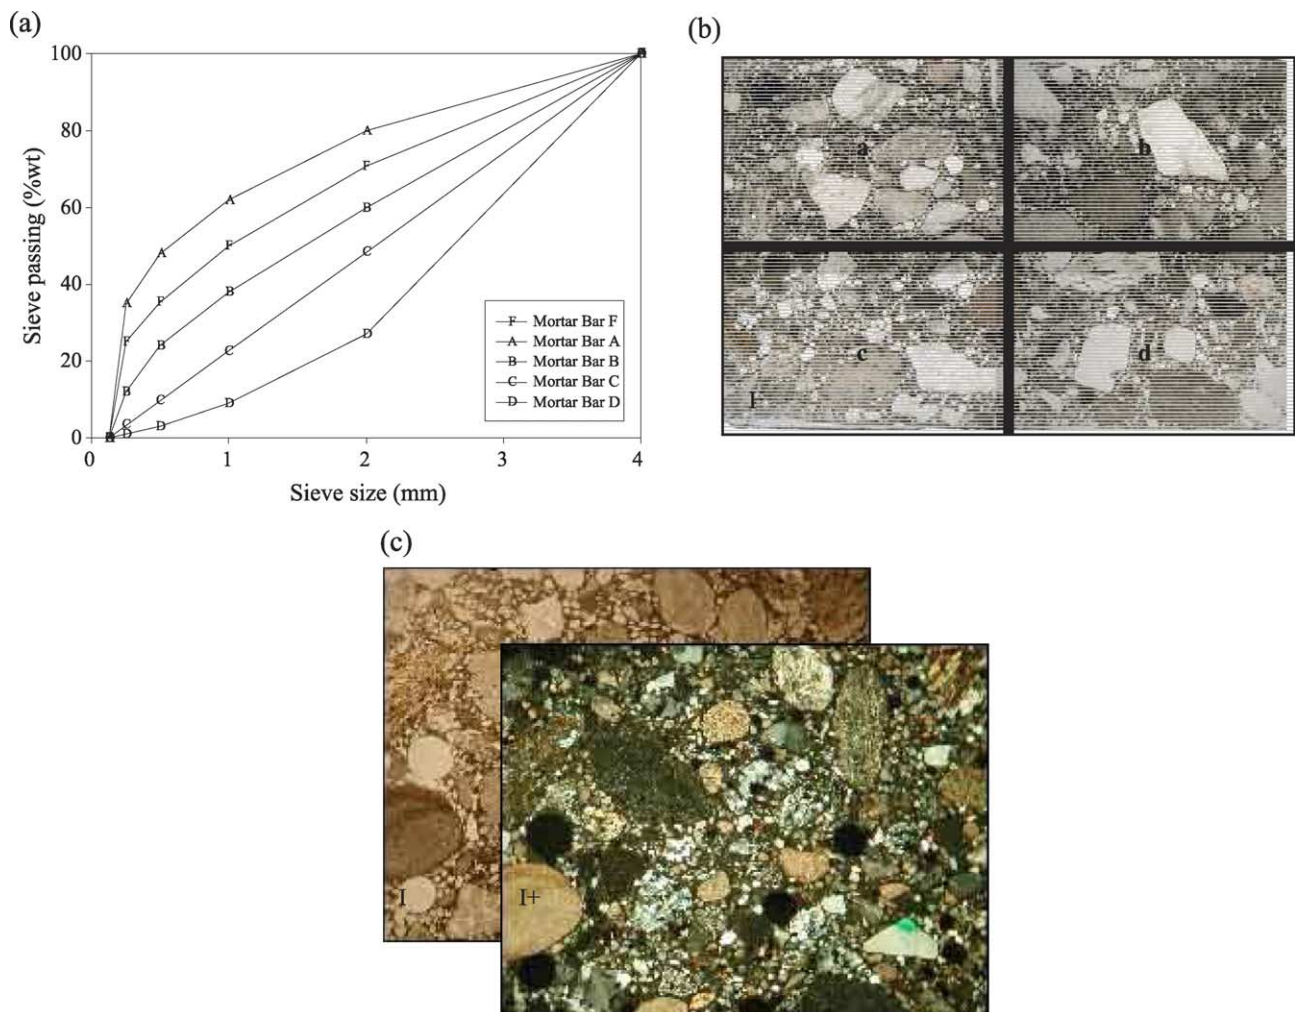 (a)
100
80
60
40
20
0
Sieve passing (%wt)
A
F
B
C
D
A
F
B
C
D
A
F
B
C
D
A
F
B
C
D
F Mortar Bar F
A Mortar Bar A
B Mortar Bar B
C Mortar Bar C
D Mortar Bar D
0 1 2 3 4
Sieve size (mm)
(b)
a
b
c
d
I
(c)
I
I+